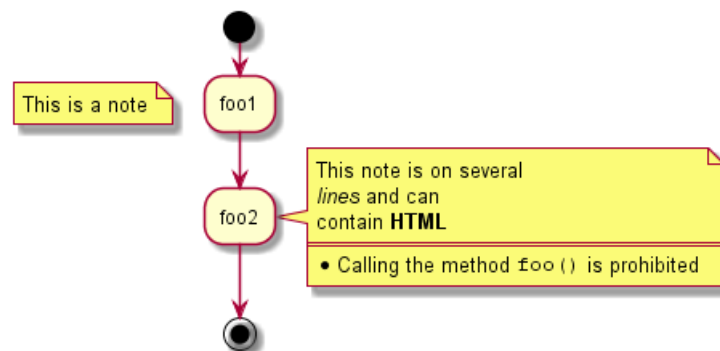 foo1
This is a note
This note is on several
lines and can
contain HTML
foo2
• Calling the method foo() is prohibited